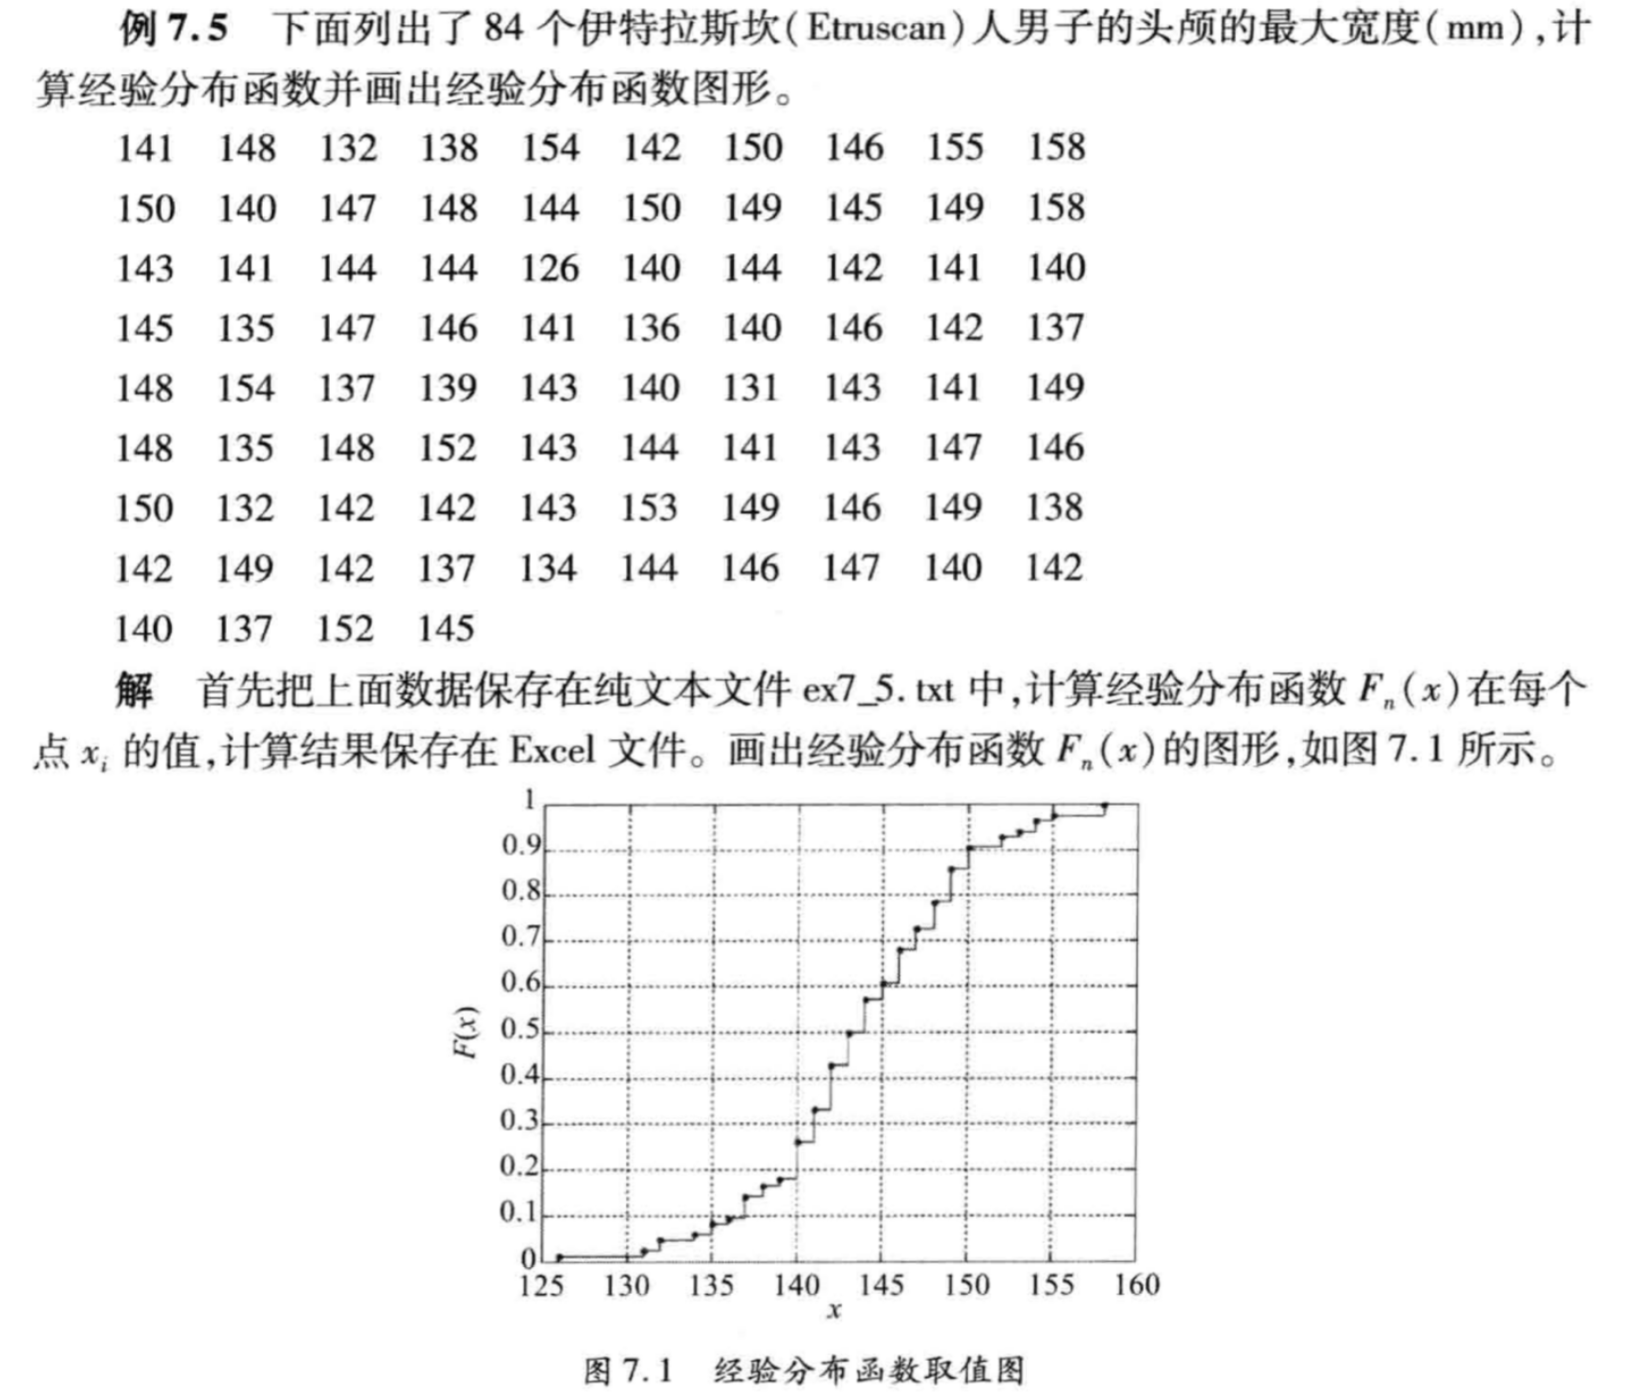 例 7.5 下面列出了 84 个伊特拉斯坎(Etruscan)人男子的头颅的最大宽度(mm),计
算经验分布函数并画出经验分布函数图形。
141 148 132 138 154 142 150 146 155 158
150 140 147 148 144 150 149 145 149 158
143 141 144 144 126 140 144 142 141 140
145 135 147 146 141 136 140 146 142 137
148 154 137 139 143 140 131 143 141 149
148 135 148 152 143 144 141 143 147 146
150 132 142 142 143 153 149 146 149 138
142 149 142 137 134 144 146 147 140 142
140 137 152 145
解 首先把上面数据保存在纯文本文件 ex7_5.txt 中,计算经验分布函数 Fₙ(x)在每个
点 xᵢ 的值,计算结果保存在 Excel 文件。画出经验分布函数 Fₙ(x)的图形,如图 7.1 所示。
1
0.9
0.8
0.7
0.6
0.5
0.4
0.3
0.2
0.1
0
F(x)
125 130 135 140 145 150 155 160
x
图 7.1 经验分布函数取值图